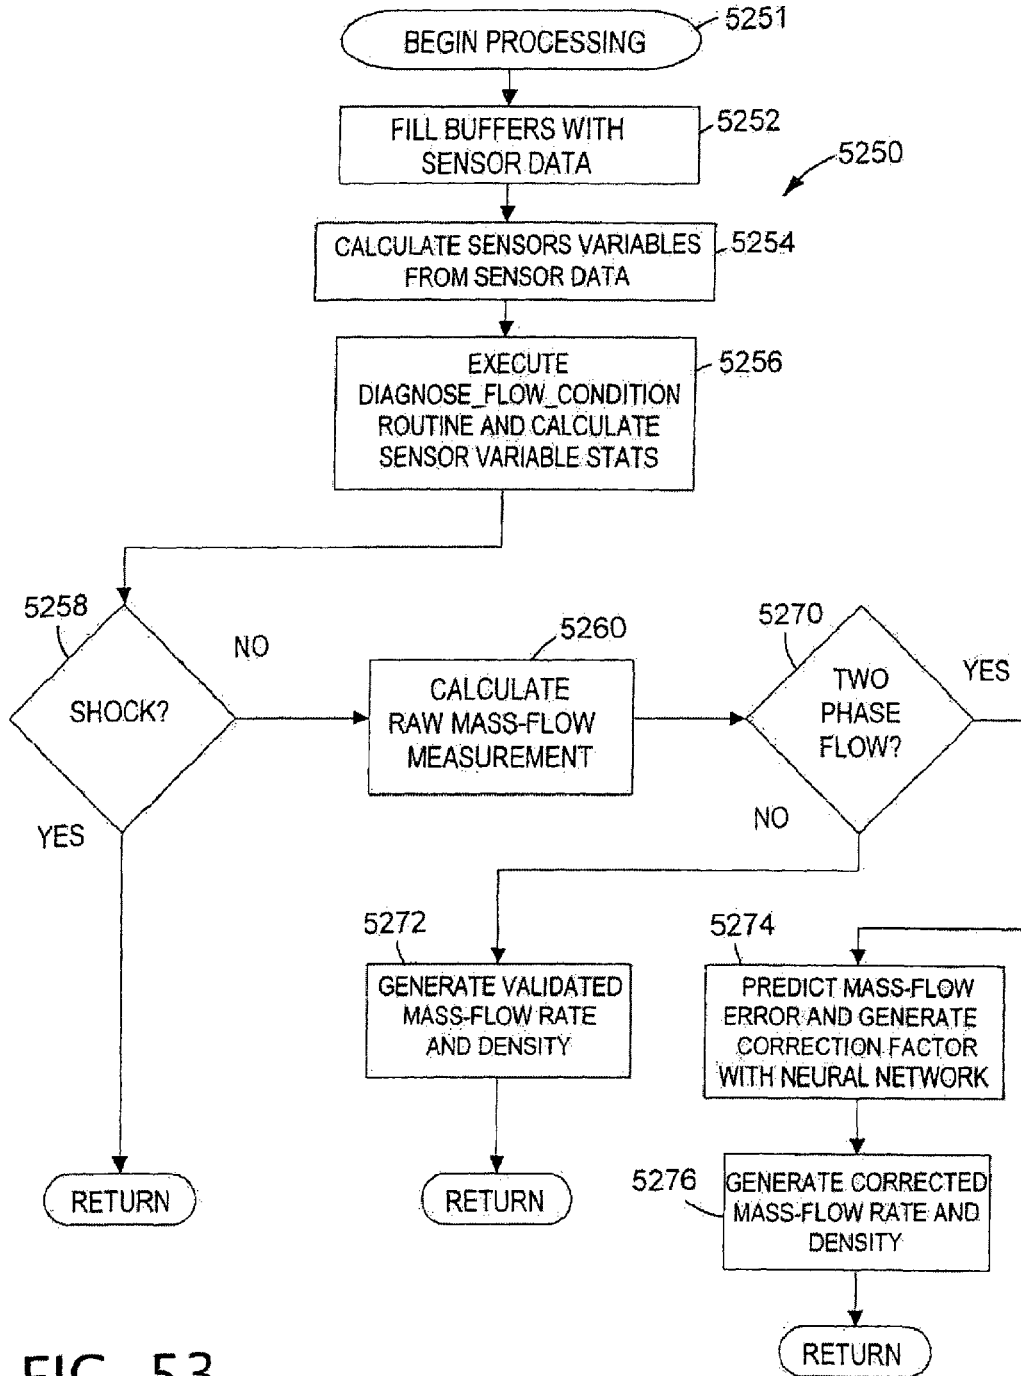 BEGIN PROCESSING
5251
FILL BUFFERS WITH
SENSOR DATA
5252
5250
CALCULATE SENSORS VARIABLES
FROM SENSOR DATA
5254
EXECUTE
DIAGNOSE_FLOW_CONDITION
ROUTINE AND CALCULATE
SENSOR VARIABLE STATS
5256
5258
SHOCK?
NO
YES
5260
CALCULATE
RAW MASS-FLOW
MEASUREMENT
5270
TWO
PHASE
FLOW?
YES
NO
5272
GENERATE VALIDATED
MASS-FLOW RATE
AND DENSITY
5274
PREDICT MASS-FLOW
ERROR AND GENERATE
CORRECTION FACTOR
WITH NEURAL NETWORK
RETURN
RETURN
5276
GENERATE CORRECTED
MASS-FLOW RATE AND
DENSITY
RETURN
FIG. 53